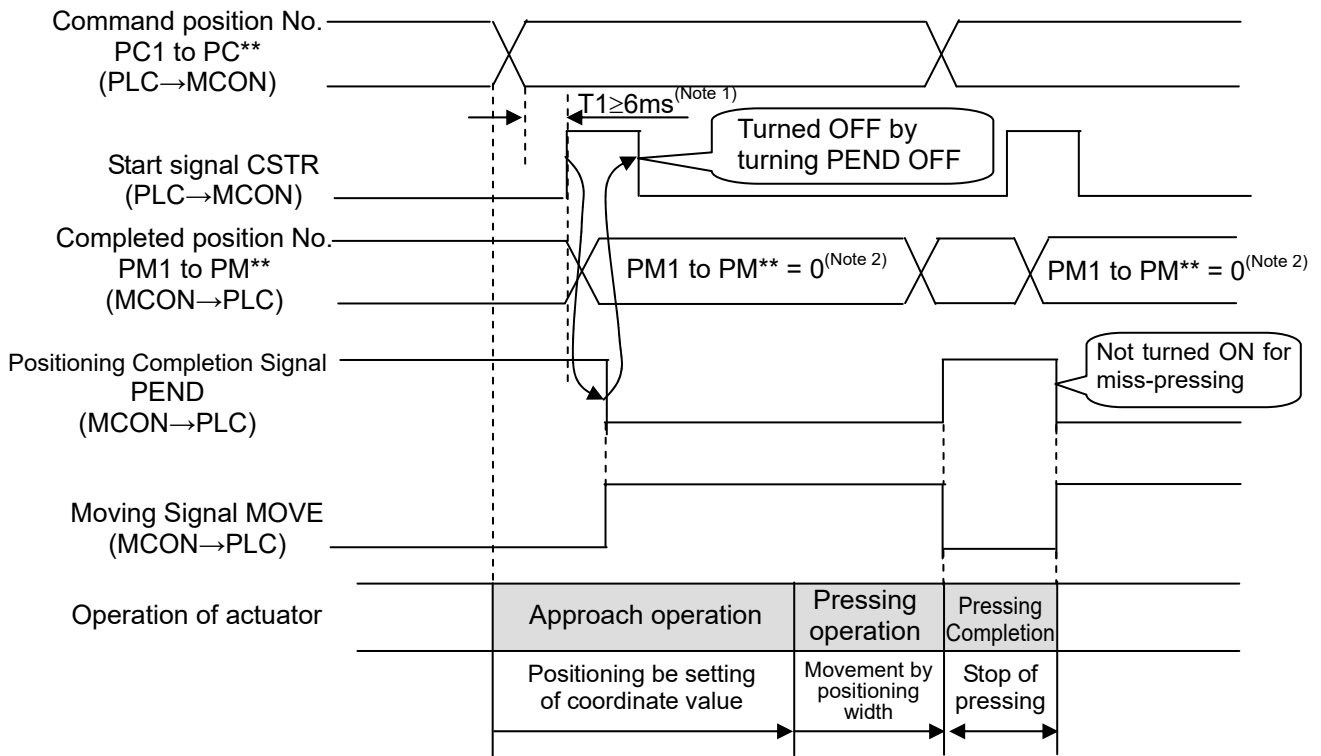 Command position No.
PC1 to PC**
(PLC→MCON)
T1≥6ms(Note 1)
Turned OFF by
turning PEND OFF
Start signal CSTR
(PLC→MCON)
Completed position No.
PM1 to PM**
(MCON→PLC)
PM1 to PM** = 0(Note 2)
PM1 to PM** = 0(Note 2)
Positioning Completion Signal
PEND
(MCON→PLC)
Not turned ON for
miss-pressing
Moving Signal MOVE
(MCON→PLC)
Operation of actuator
Approach operation
Pressing
operation
Pressing
Completion
Positioning be setting
of coordinate value
Movement by
positioning
width
Stop of
pressing